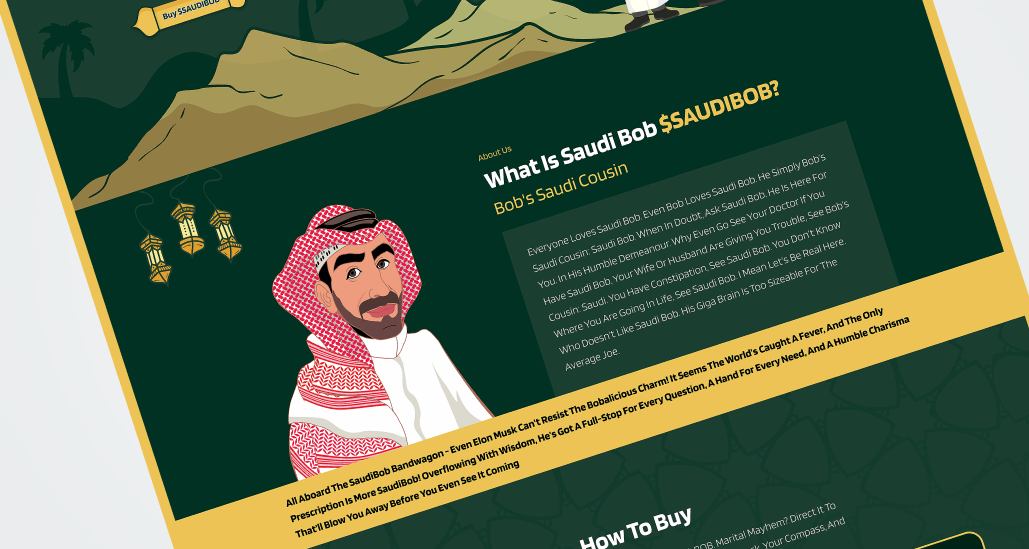 Buy $SAUDIBOB
About Us
What Is Saudi Bob $SAUDIBOB?
Bob's Saudi Cousin
Everyone Loves Saudi Bob. Even Bob Loves Saudi Bob. He Simply Bob's
Saudi Cousin: Saudi Bob. When In Doubt, Ask Saudi Bob. He Is Here For
You. In His Humble Demeanour. Why Even Go See Your Doctor If You
Have Saudi Bob. Your Wife Or Husband Are Giving You Trouble, See Bob's
Cousin: Saudi. You Have Constipation. See Saudi Bob. You Don't Know
Where You Are Going In Life, See Saudi Bob. I Mean Let's Be Real Here.
Who Doesn't Like Saudi Bob. His Giga Brain Is Too Sizeable For The
Average Joe.
All Aboard The SaudiBob Bandwagon - Even Elon Musk Can't Resist The Bobalicious Charm! It Seems The World's Caught A Fever, And The Only
Prescription Is More SaudiBob! Overflowing With Wisdom, He's Got A Full-Stop For Every Question, A Hand For Every Need, And A Humble Charisma
That'll Blow You Away Before You Even See It Coming
How To Buy
BOB. Marital Mayhem? Direct It To
Your Compass, And